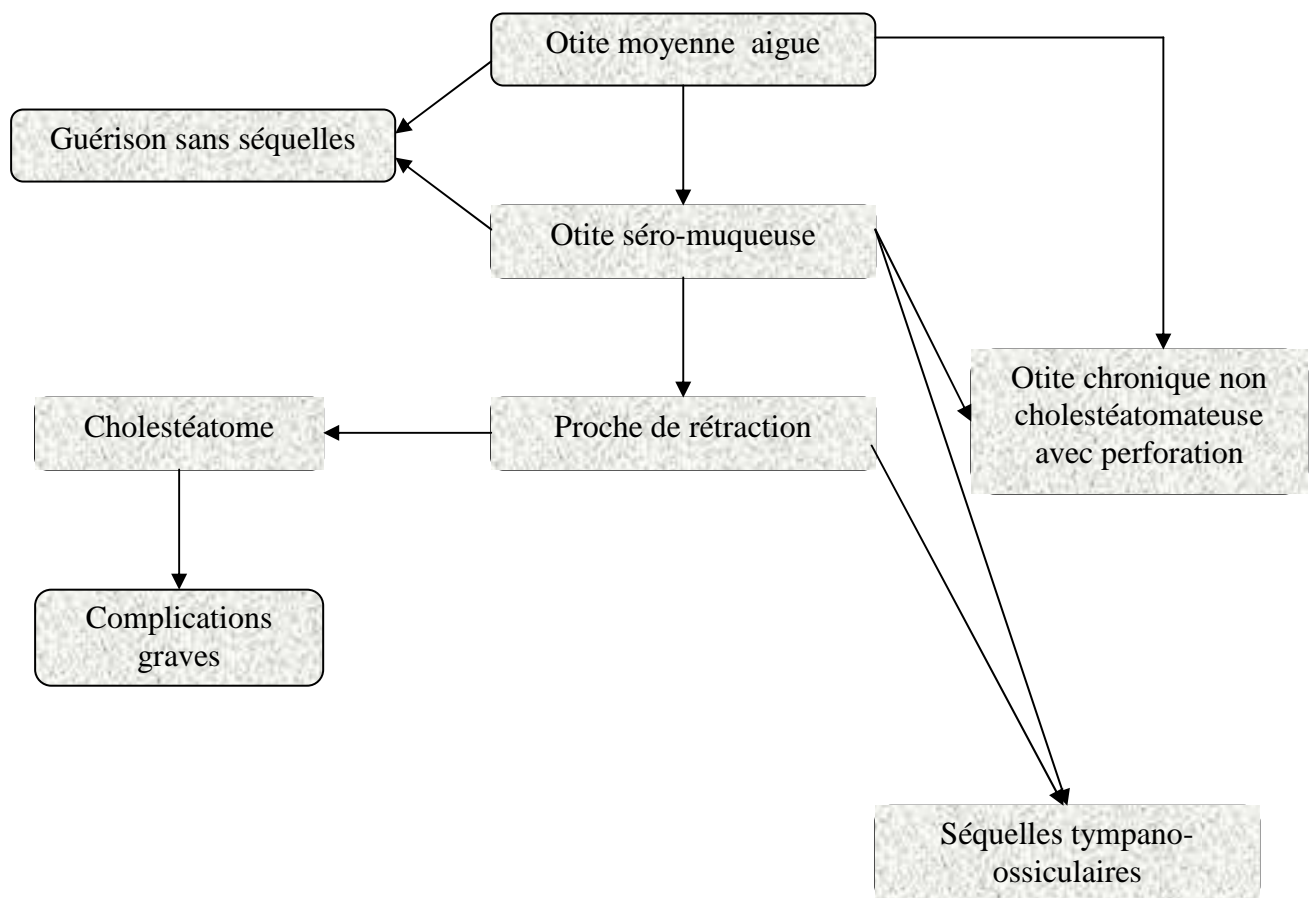 Otite moyenne  aigue
Guérison sans séquelles
Otite séro-muqueuse
Otite chronique non
cholestéatomateuse
avec perforation
Cholestéatome
Proche de rétraction
Complications
graves
Séquelles tympano-
ossiculaires